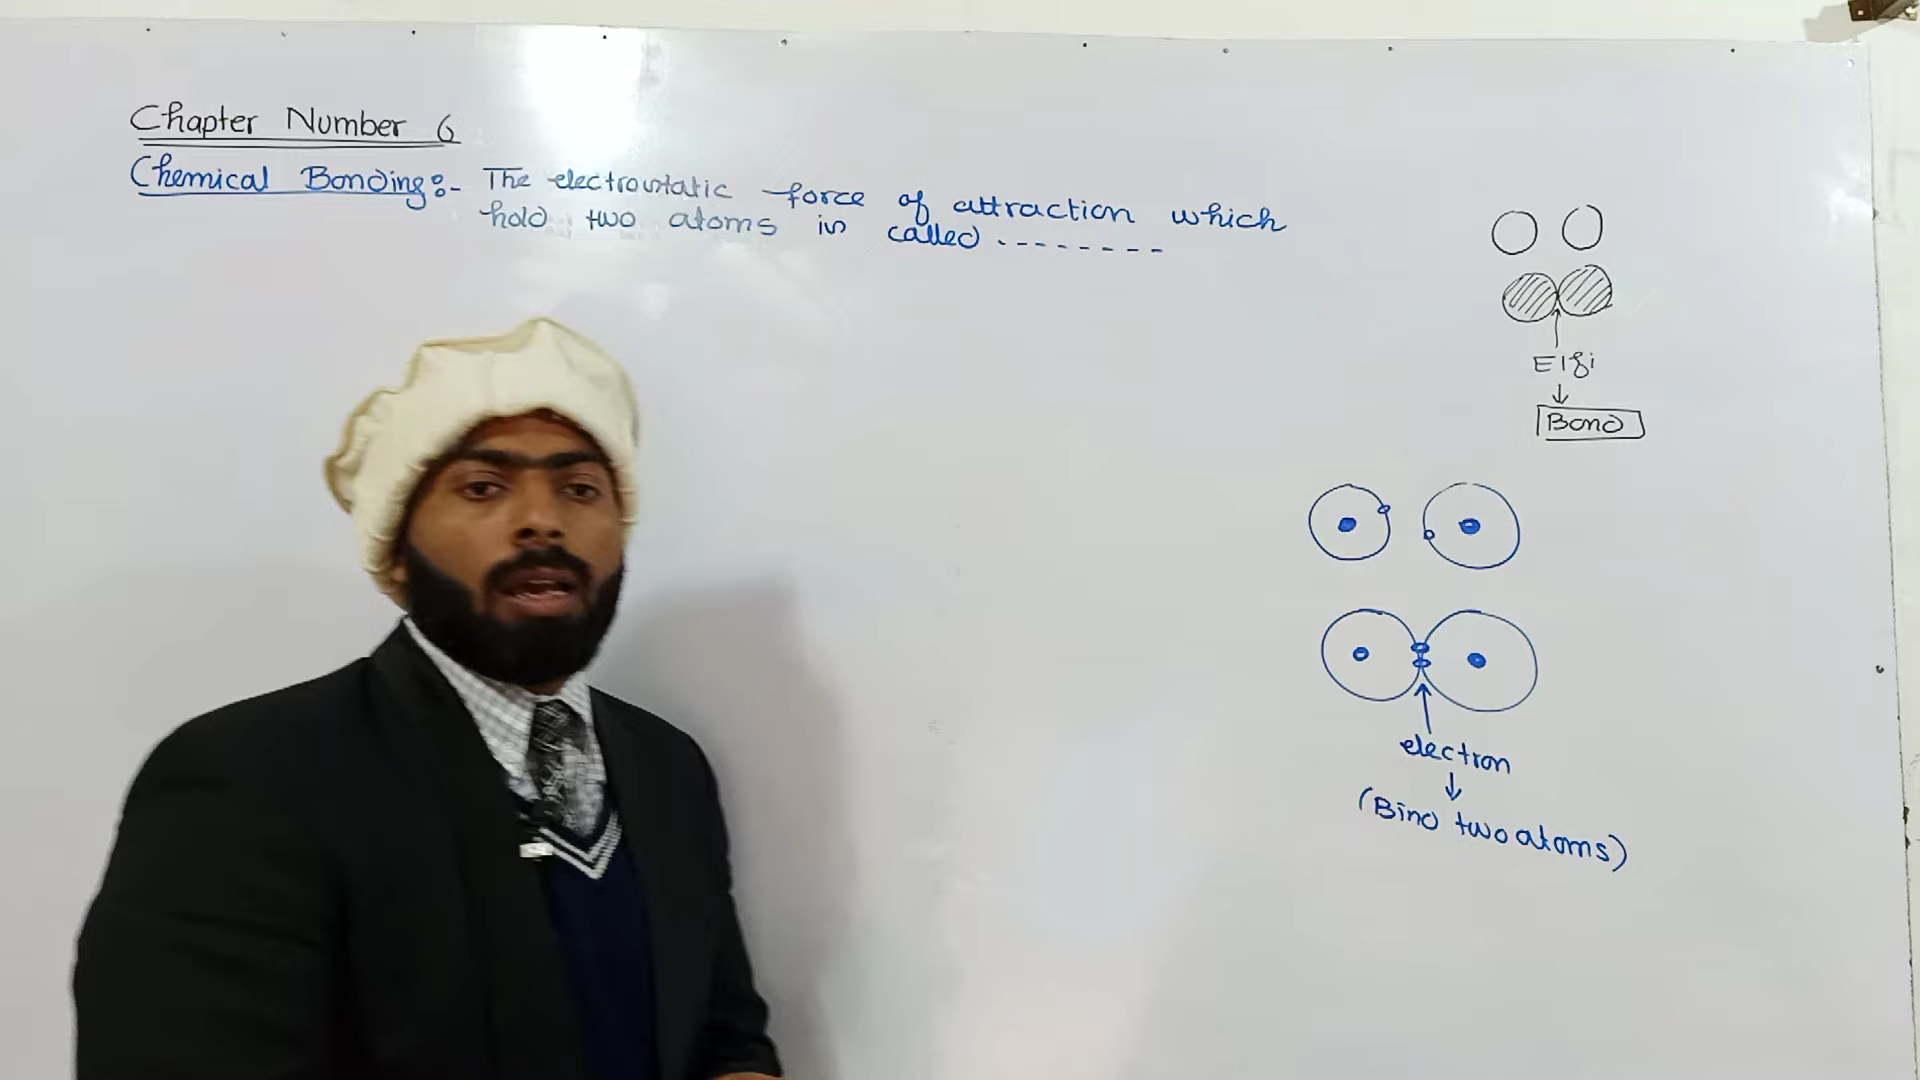 Chapter Number 6
Chemical Bonding:- The electrostatic force of attraction which
hold two atoms is called --------
Elfi
Bond
electron
(Bind two atoms)